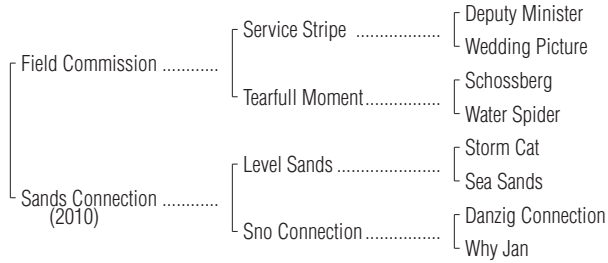 Deputy Minister
Service Stripe ..................
Wedding Picture
Field Commission ............
Schossberg
Tearfull Moment................
Water Spider
Storm Cat
Level Sands ......................
Sea Sands
Sands Connection ............
(2010)
Danzig Connection
Sno Connection................
Why Jan